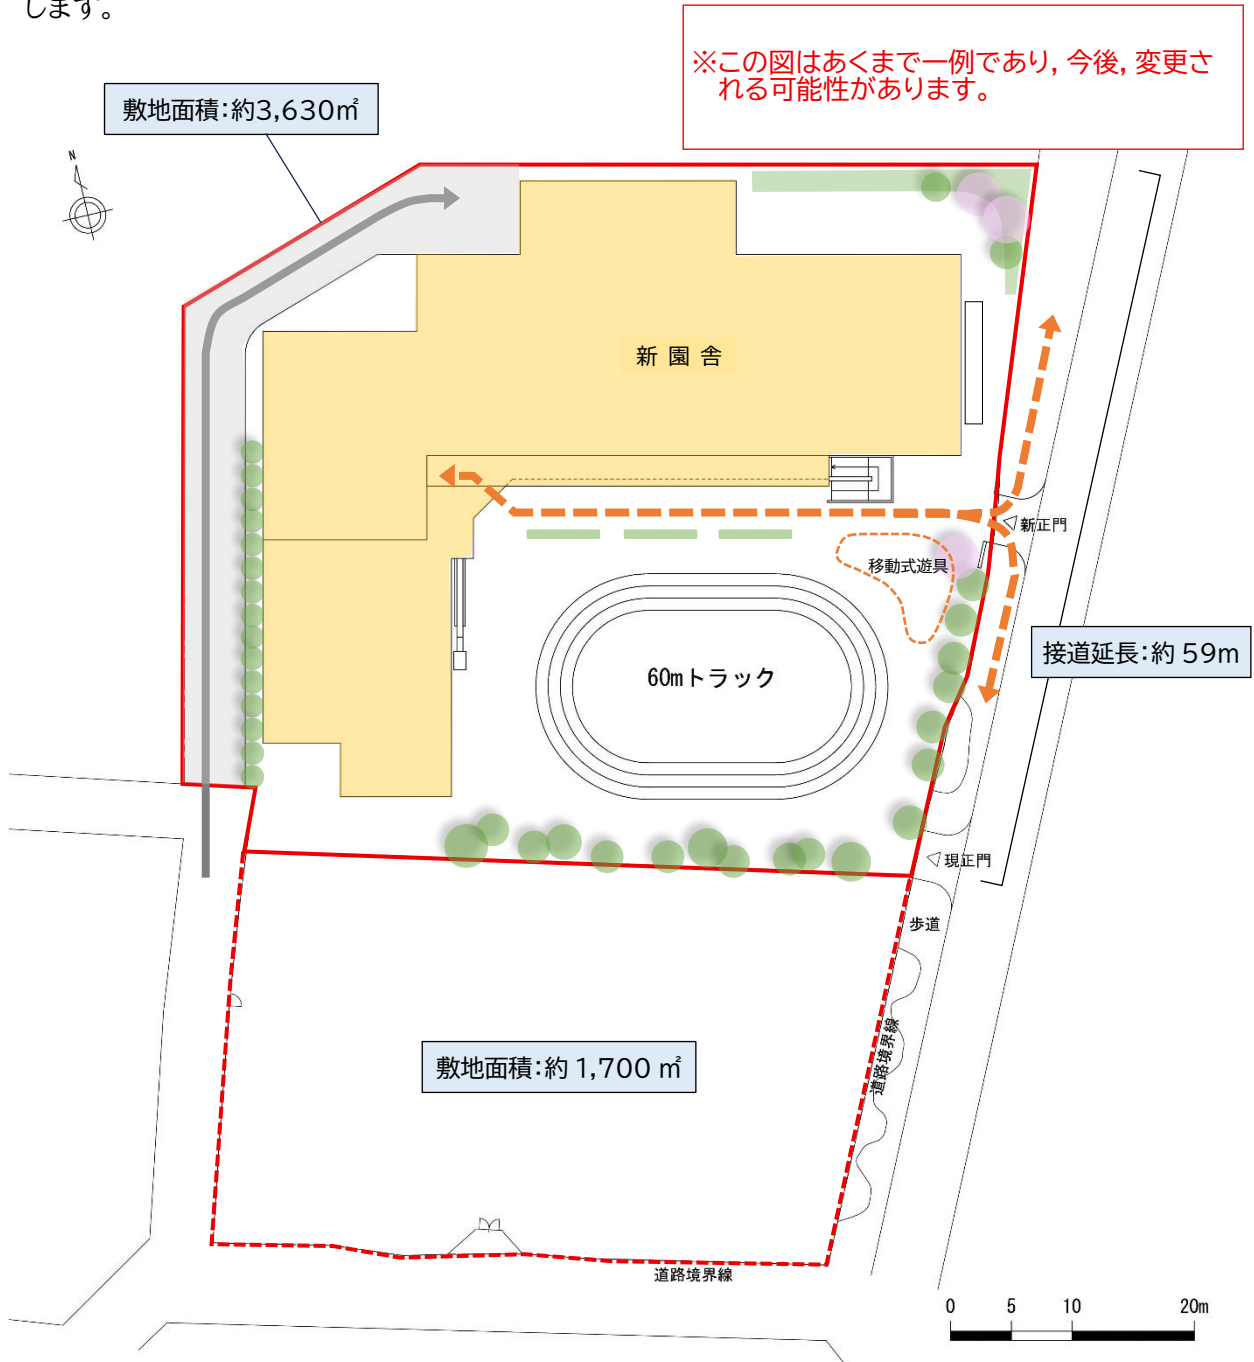 します。
※この図はあくまで一例であり，今後，変更さ
れる可能性があります。
敷地面積：約3,630㎡
N
新 園 舎
新正門
移動式遊具
接道延長：約 59m
60mトラック
現正門
歩道
道路境界線
敷地面積：約 1,700 ㎡
道路境界線
0 5 10 20m